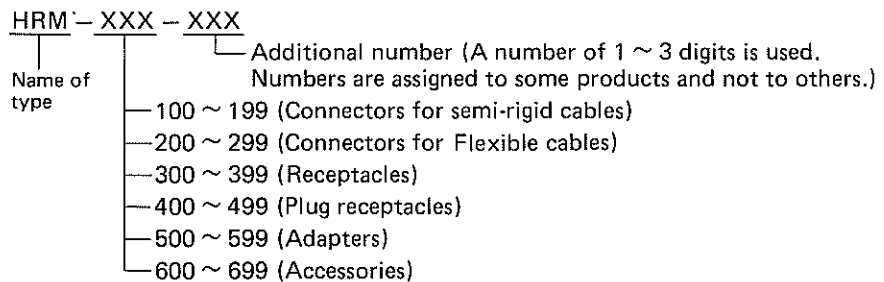 HRM – XXX – XXX
Additional number (A number of 1 ~ 3 digits is used.
Numbers are assigned to some products and not to others.)
Name of
type
100 ~ 199 (Connectors for semi-rigid cables)
200 ~ 299 (Connectors for Flexible cables)
300 ~ 399 (Receptacles)
400 ~ 499 (Plug receptacles)
500 ~ 599 (Adapters)
600 ~ 699 (Accessories)